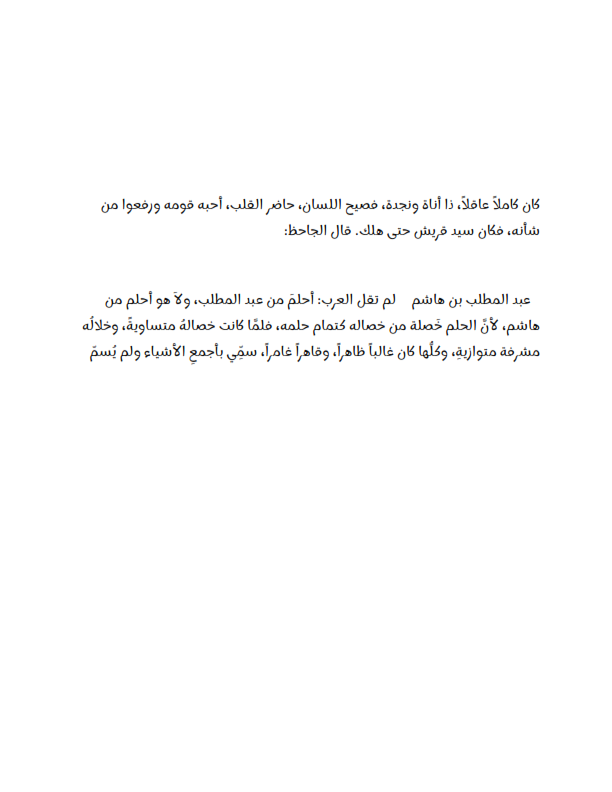 كان كاملاً عاقلاً، ذا أناة ونجدة، فصيح اللسان، حاضر القلب، أحبه قومه ورفعوا من
شأنه، فكان سيد قريش حتى هلك. قال الجاحظ:
عبد المطلب بن هاشم لم تقل العرب: أحلمَ من عبد المطلب، ولاَ هو أحلم من
هاشم، لأنَّ الحلم خَصلة من خصاله كتمام حلمه، فلمَّا كانت خصالهُ متساويةً، وخلالُه
مشرفة متوازيةِ، وكلُّها كان غالباً ظاهراً، وقاهراً غامراً، سمِّي بأجمعِ الأشياء ولم يُسمّ